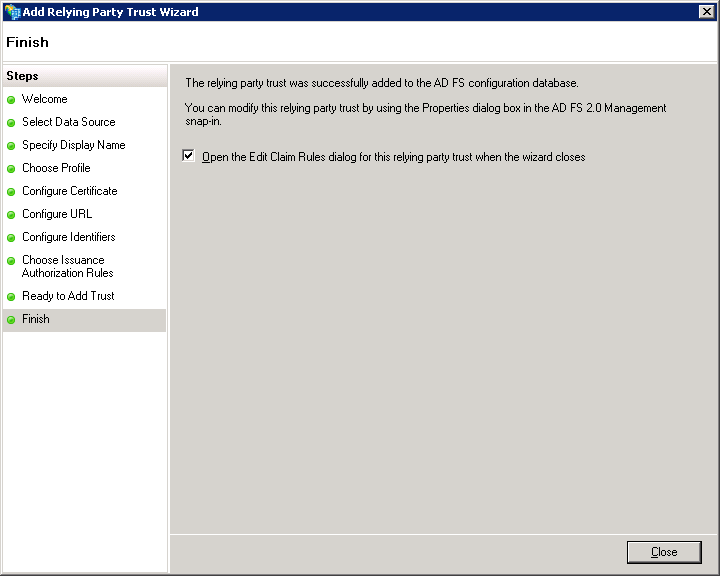 Add Relying Party Trust Wizard
Finish
Steps
Welcome
Select Data Source
Specify Display Name
Choose Profile
Configure Certificate
Configure URL
Configure Identifiers
Choose Issuance
Authorization Rules
Ready to Add Trust
Finish
The relying party trust was successfully added to the AD FS configuration database.
You can modify this relying party trust by using the Properties dialog box in the AD FS 2.0 Management
snap-in.
Open the Edit Claim Rules dialog for this relying party trust when the wizard closes
Close